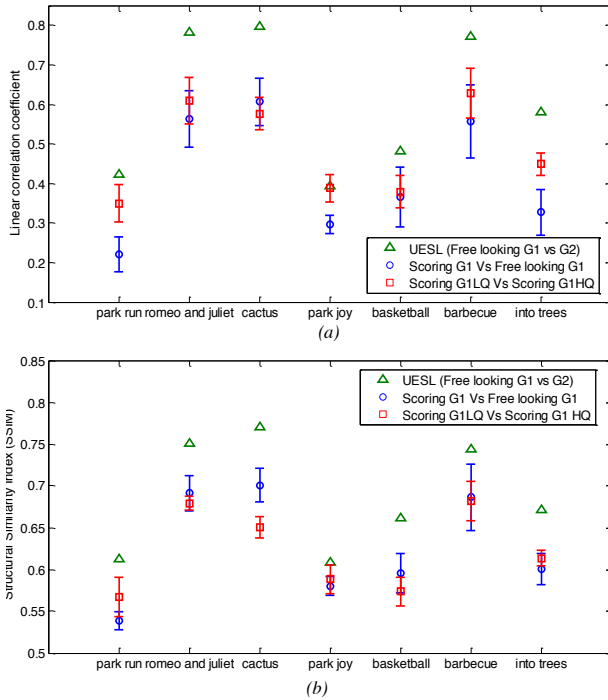 0.8
0.7
0.6
0.5
0.4
0.3
0.2
0.1
Linear correlation coefficient
UESL (Free looking G1 vs G2)
Scoring G1 Vs Free looking G1
Scoring G1LQ Vs Scoring G1HQ
park run romeo and juliet cactus park joy basketball barbecue into trees
(a)
0.85
0.8
0.75
0.7
0.65
0.6
0.55
0.5
Structural Similarity Index (SSIM)
UESL (Free looking G1 vs G2)
Scoring G1 Vs Free looking G1
Scoring G1LQ Vs Scoring G1 HQ
park run romeo and juliet cactus park joy basketball barbecue into trees
(b)